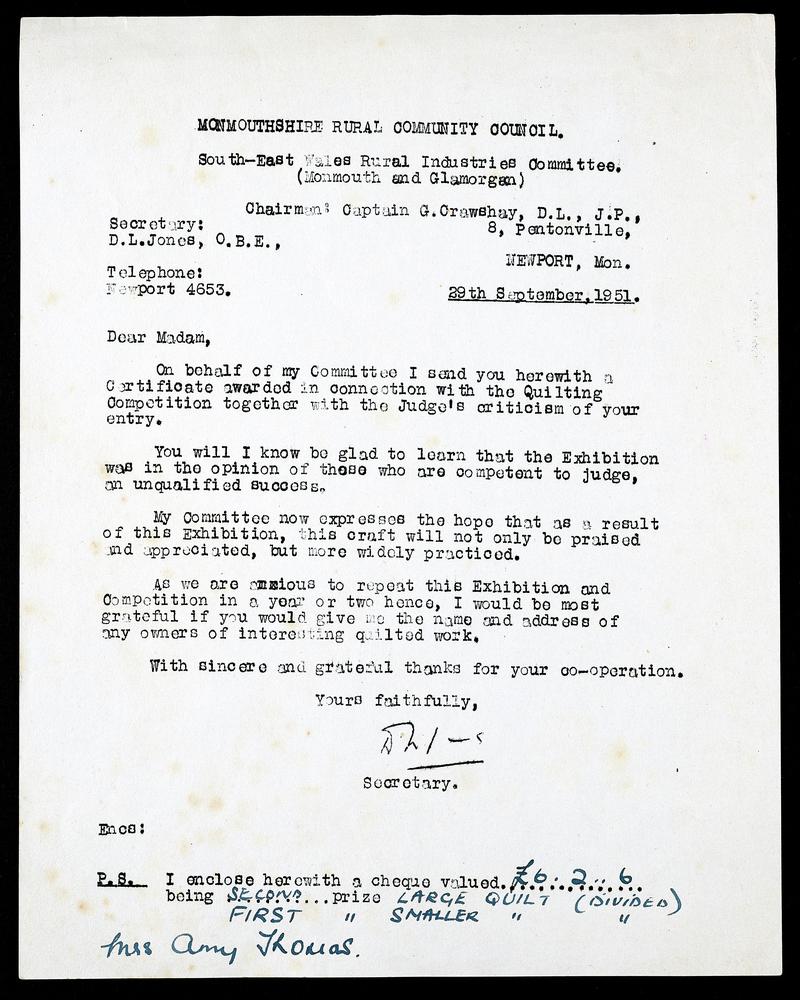 MONMOUTHSHIRE RURAL COMMUNITY COUNCIL.
South-East Wales Rural Industries Committee.
(Monmouth and Glamorgan)
Chairman: Captain G.Crawshay, D.L., J.P.,
Secretary:
8, Pentonville,
D.L.Jones, O.B.E.,
NEWPORT, Mon.
Telephone:
Newport 4653.
29th September,1951.
Dear Madam,
On behalf of my Committee I send you herewith a
Certificate awarded in connection with the Quilting
Competition together with the Judge's criticism of your
entry.
You will I know be glad to learn that the Exhibition
was in the opinion of those who are competent to judge,
an unqualified success.
My Committee now expresses the hope that as a result
of this Exhibition, this craft will not only be praised
and appreciated, but more widely practiced.
As we are anxious to repeat this Exhibition and
Competition in a year or two hence, I would be most
grateful if you would give me the name and address of
any owners of interesting quilted work.
With sincere and grateful thanks for your co-operation.
Yours faithfully,
Secretary.
Encs:
P.S. I enclose herewith a cheque valued. £6. 2 .. 6
being SECOND...prize LARGE QUILT (DIVIDED)
FIRST " SMALLER " "
Miss Amy Thomas.